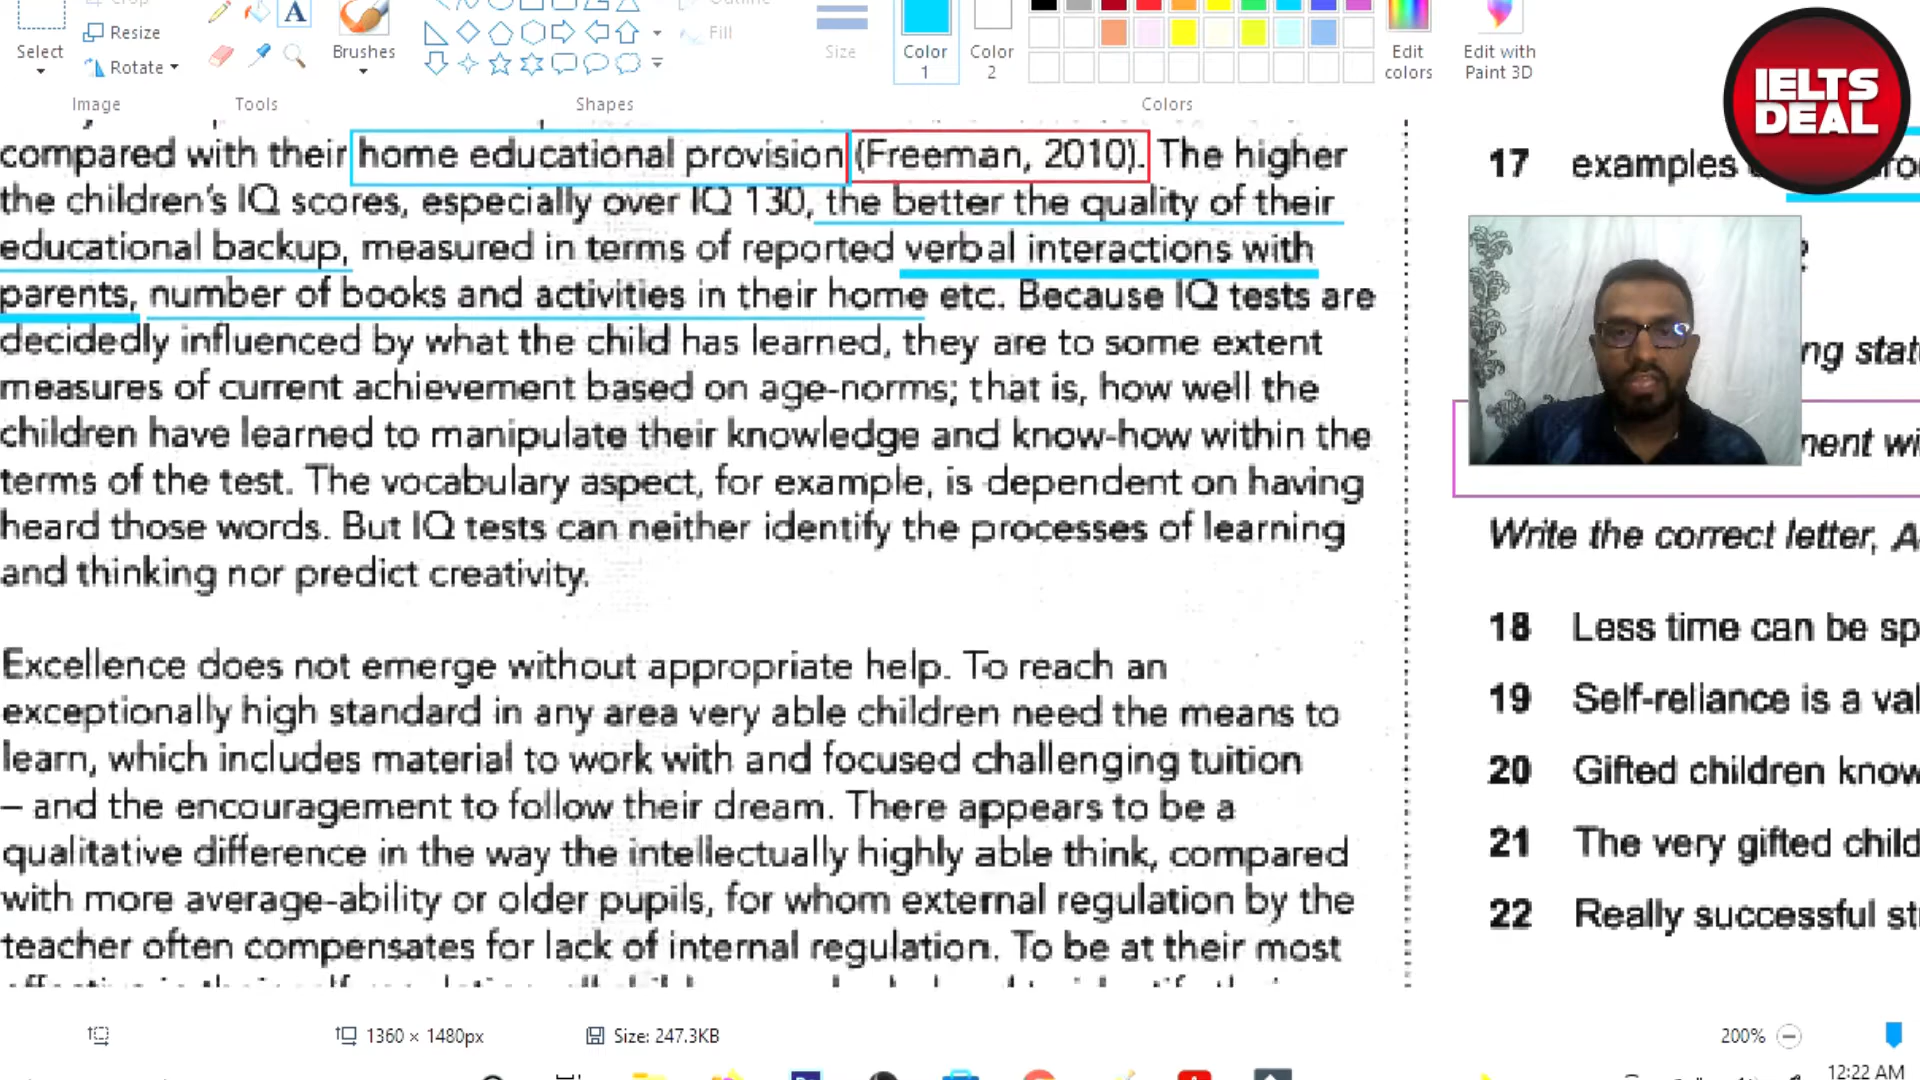 Crop
Outline
Select
Resize
Rotate
Brushes
Fill
Size
Color 1
Color 2
Edit colors
Edit with Paint 3D
Image
Tools
Shapes
Colors
IELTS DEAL
compared with their home educational provision (Freeman, 2010). The higher
the children's IQ scores, especially over IQ 130, the better the quality of their
educational backup, measured in terms of reported verbal interactions with
parents, number of books and activities in their home etc. Because IQ tests are
decidedly influenced by what the child has learned, they are to some extent
measures of current achievement based on age-norms; that is, how well the
children have learned to manipulate their knowledge and know-how within the
terms of the test. The vocabulary aspect, for example, is dependent on having
heard those words. But IQ tests can neither identify the processes of learning
and thinking nor predict creativity.
Excellence does not emerge without appropriate help. To reach an
exceptionally high standard in any area very able children need the means to
learn, which includes material to work with and focused challenging tuition
– and the encouragement to follow their dream. There appears to be a
qualitative difference in the way the intellectually highly able think, compared
with more average-ability or older pupils, for whom external regulation by the
teacher often compensates for lack of internal regulation. To be at their most
17 examples
Write the correct letter, A
18 Less time can be sp
19 Self-reliance is a val
20 Gifted children know
21 The very gifted child
22 Really successful st
1360 × 1480px
Size: 247.3KB
200%
12:22 AM